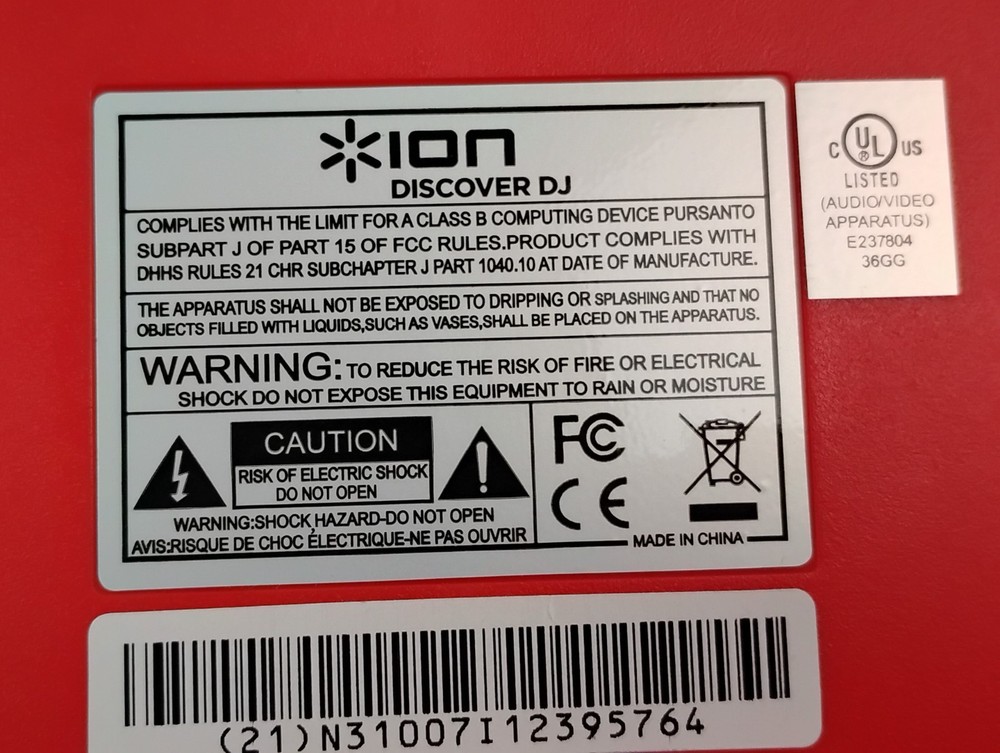 ION
DISCOVER DJ
COMPLIES WITH THE LIMIT FOR A CLASS B COMPUTING DEVICE PURSANTO
SUBPART J OF PART 15 OF FCC RULES.PRODUCT COMPLIES WITH
DHHS RULES 21 CHR SUBCHAPTER J PART 1040.10 AT DATE OF MANUFACTURE.
THE APPARATUS SHALL NOT BE EXPOSED TO DRIPPING OR SPLASHING AND THAT NO
OBJECTS FILLED WITH LIQUIDS,SUCH AS VASES,SHALL BE PLACED ON THE APPARATUS.
WARNING: TO REDUCE THE RISK OF FIRE OR ELECTRICAL
SHOCK DO NOT EXPOSE THIS EQUIPMENT TO RAIN OR MOISTURE
CAUTION
RISK OF ELECTRIC SHOCK
DO NOT OPEN
WARNING:SHOCK HAZARD-DO NOT OPEN
AVIS:RISQUE DE CHOC ÉLECTRIQUE-NE PAS OUVRIR
FC
CE
MADE IN CHINA
C UL® US
LISTED
(AUDIO/VIDEO
APPARATUS)
E237804
36GG
(21)N31007I12395764